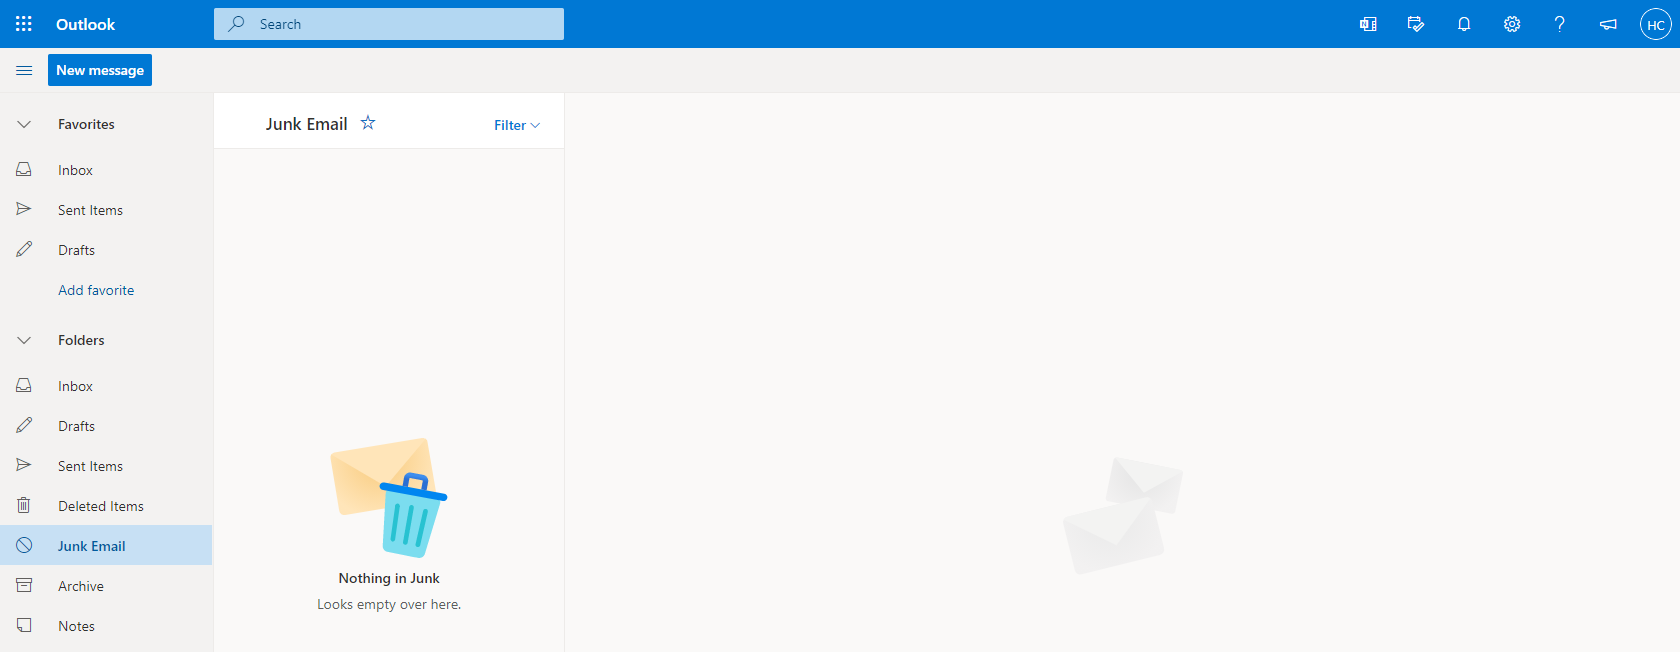 Outlook
Search
HC
New message
Favorites
Inbox
Sent Items
Drafts
Add favorite
Folders
Inbox
Drafts
Sent Items
Deleted Items
Junk Email
Archive
Notes
Junk Email
Filter
Nothing in Junk
Looks empty over here.